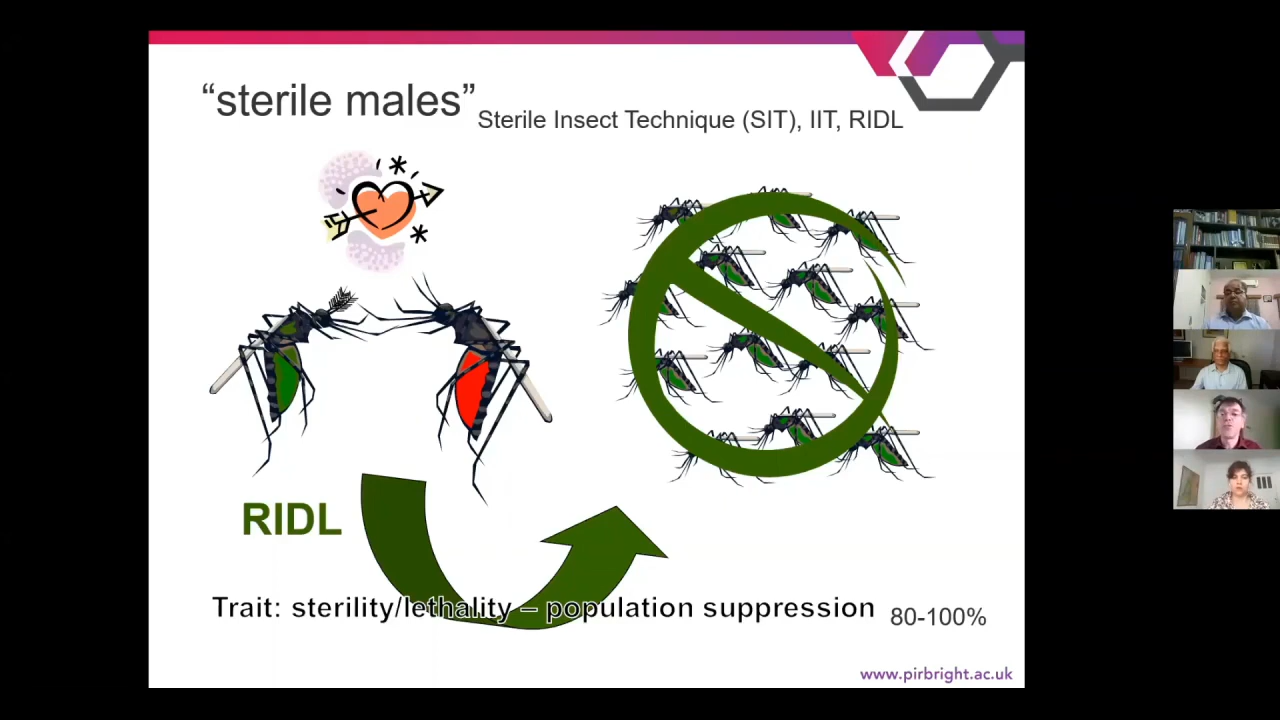 “sterile males”
Sterile Insect Technique (SIT), IIT, RIDL
RIDL
Trait: sterility/lethality – population suppression
80-100%
www.pirbright.ac.uk